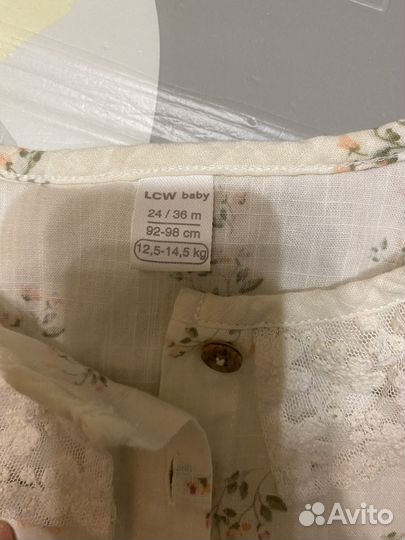 LCW baby
24 / 36 m
92-98 cm
12,5-14,5 kg
Avito